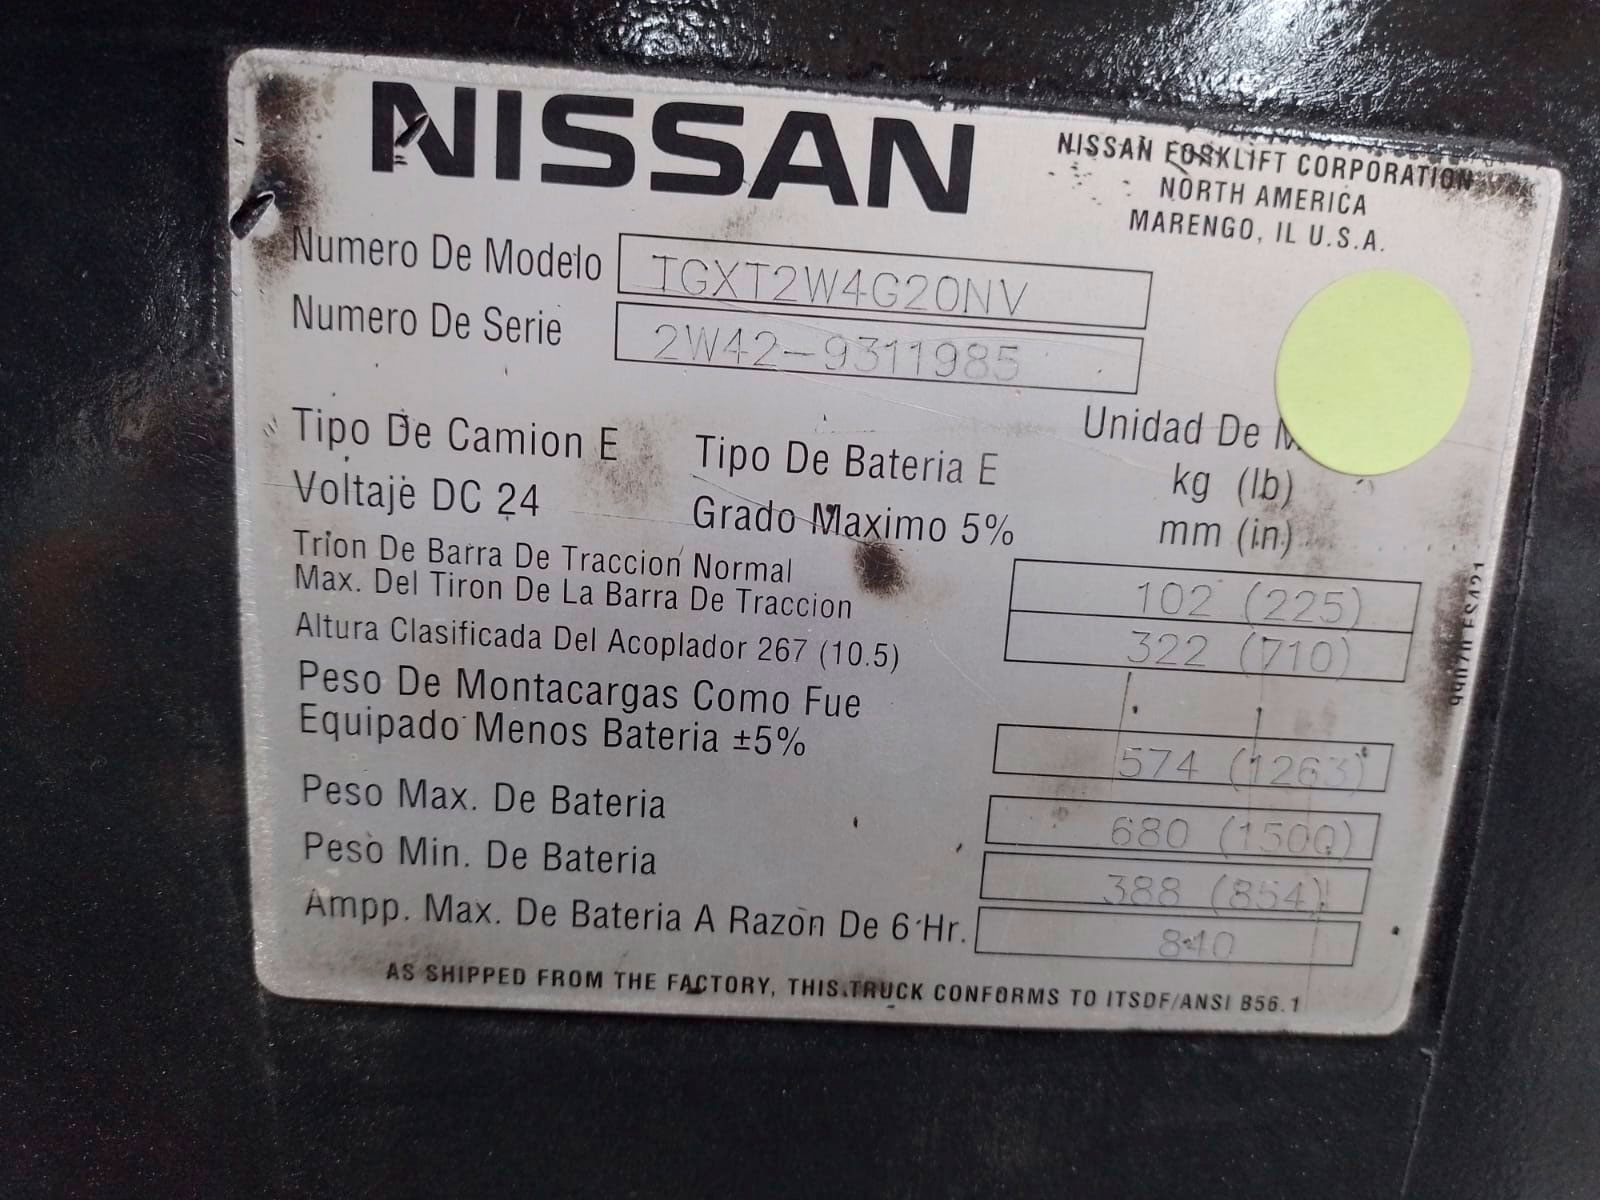 NISSAN
NISSAN FORKLIFT CORPORATION
NORTH AMERICA
MARENGO, IL U.S.A.
Numero De Modelo TGXT2W4G20NV
Numero De Serie 2W42-9311985
Tipo De Camion E Tipo De Bateria E Unidad De
Voltaje DC 24 Grado Maximo 5% kg (lb)
mm (in)
Trion De Barra De Traccion Normal 102 (225)
Max. Del Tiron De La Barra De Traccion 322 (710)
Altura Clasificada Del Acoplador 267 (10.5)
Peso De Montacargas Como Fue
Equipado Menos Bateria ±5% 574 (1263)
Peso Max. De Bateria 680 (1500)
Peso Min. De Bateria 388 (854)
Ampp. Max. De Bateria A Razon De 6 Hr. 840
AS SHIPPED FROM THE FACTORY, THIS TRUCK CONFORMS TO ITSDF/ANSI B56.1